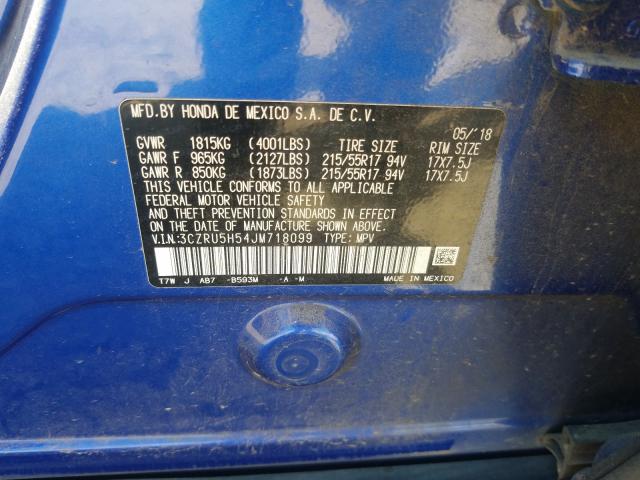 MFD.BY HONDA DE MEXICO S.A. DE C.V.
05/'18
GVWR 1815KG (4001LBS) TIRE SIZE RIM SIZE
GAWR F 965KG (2127LBS) 215/55R17 94V 17X7.5J
GAWR R 850KG (1873LBS) 215/55R17 94V 17X7.5J
THIS VEHICLE CONFORMS TO ALL APPLICABLE
FEDERAL MOTOR VEHICLE SAFETY
AND THEFT PREVENTION STANDARDS IN EFFECT ON
THE DATE OF MANUFACTURE SHOWN ABOVE.
V.I.N:3CZRU5H54JM718099 TYPE: MPV
T7W J AB7 -B593M -A -M MADE IN MEXICO